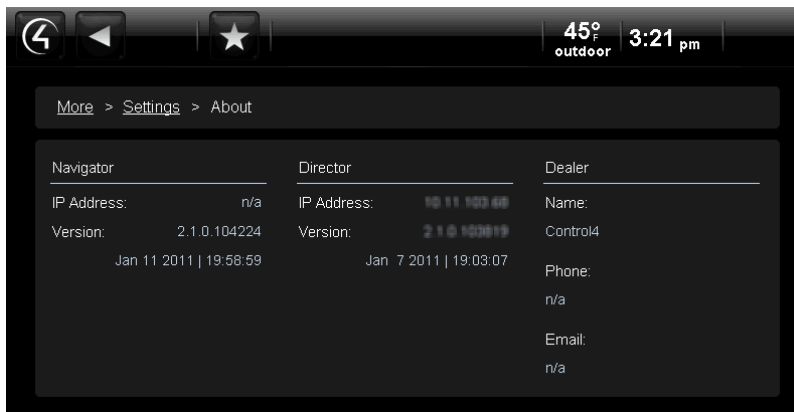 45°F
outdoor
3:21 pm
More > Settings > About
Navigator
IP Address: n/a
Version: 2.1.0.104224
Jan 11 2011 | 19:58:59
Director
IP Address:
Version:
Jan 7 2011 | 19:03:07
Dealer
Name:
Control4
Phone:
n/a
Email:
n/a